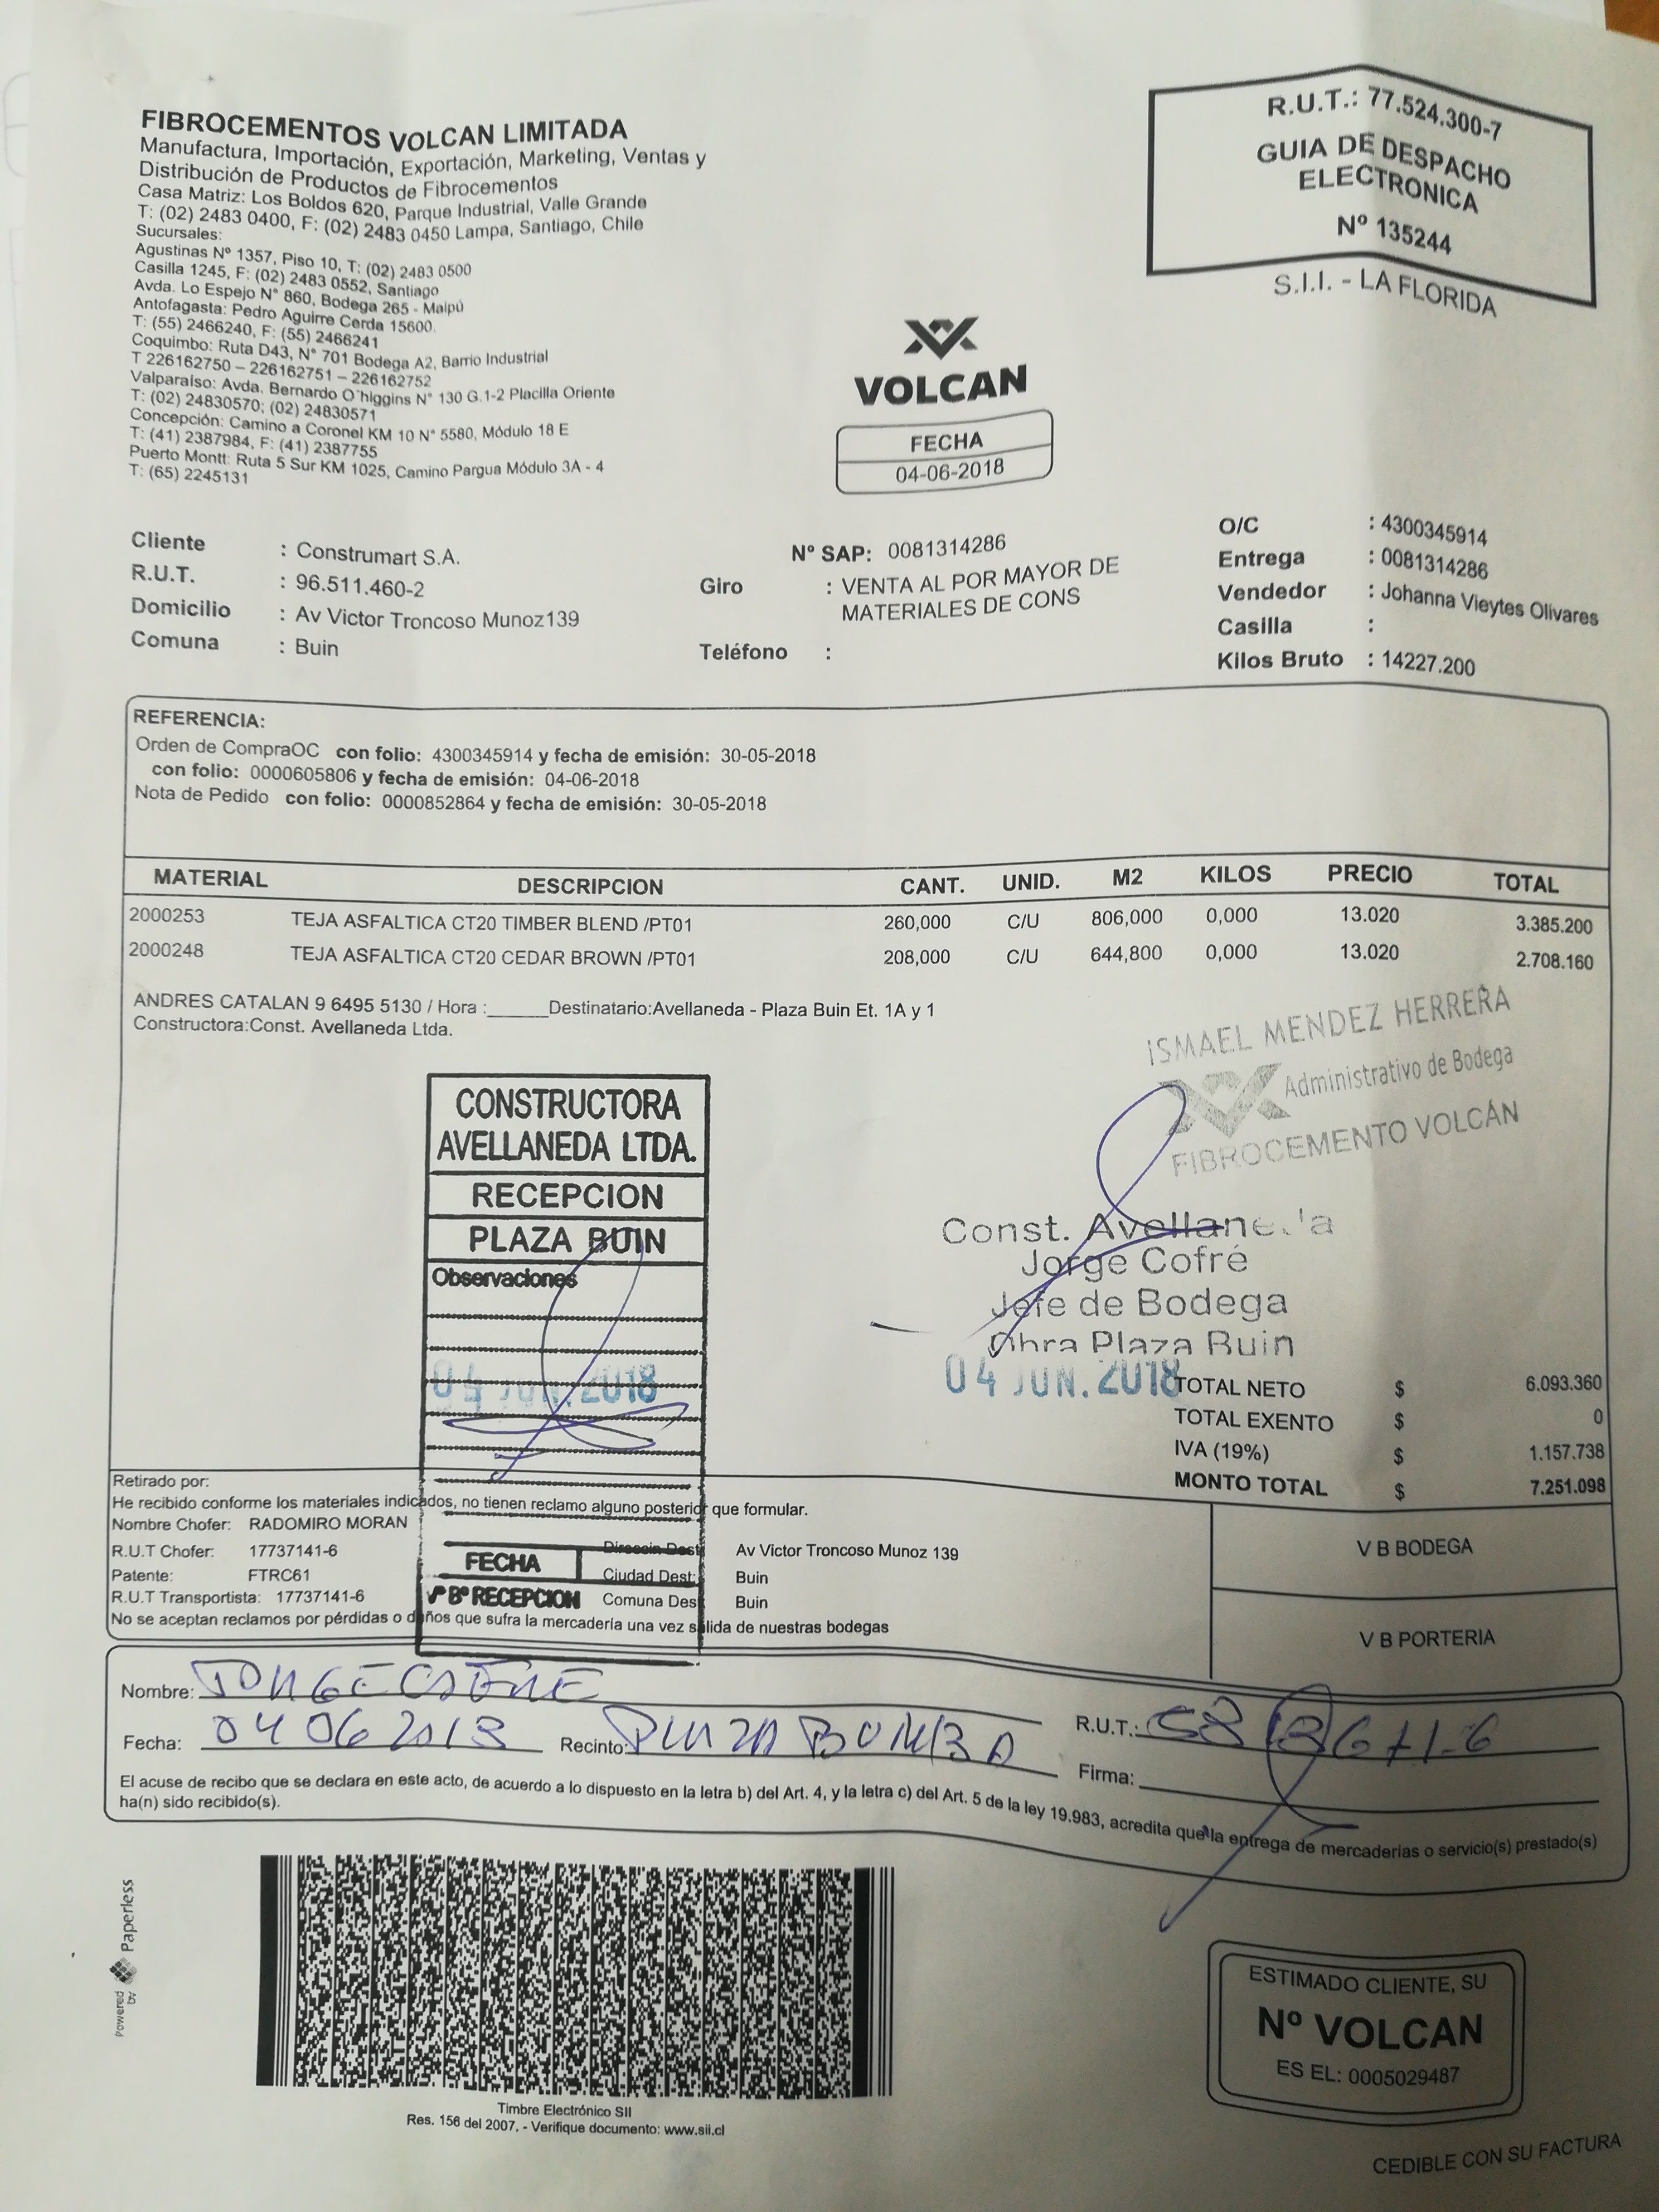 FIBROCEMENTOS VOLCAN LIMITADA
Manufactura, Importación, Exportación, Marketing, Ventas y
Distribución de Productos de Fibrocementos
Casa Matriz: Los Boldos 620, Parque Industrial, Valle Grande
T: (02) 2483 0400, F: (02) 2483 0450 Lampa, Santiago, Chile
Sucursales:
Agustinas Nº 1357, Piso 10, T: (02) 2483 0500
Casilla 1245, F: (02) 2483 0552, Santiago
Avda. Lo Espejo N° 860, Bodega 265 - Maipú
Antofagasta: Pedro Aguirre Cerda 15600.
T: (55) 2466240, F: (55) 2466241
Coquimbo: Ruta D43, N° 701 Bodega A2, Barrio Industrial
T 226162750 – 226162751 – 226162752
Valparaíso: Avda. Bernardo O´higgins N° 130 G.1-2 Placilla Oriente
T: (02) 24830570; (02) 24830571
Concepción: Camino a Coronel KM 10 N° 5580, Módulo 18 E
T: (41) 2387984, F: (41) 2387755
Puerto Montt: Ruta 5 Sur KM 1025, Camino Pargua Módulo 3A - 4
T: (65) 2245131
R.U.T.: 77.524.300-7
GUIA DE DESPACHO
ELECTRONICA
Nº 135244
S.I.I. - LA FLORIDA
VOLCAN
FECHA
04-06-2018
Cliente : Construmart S.A.
R.U.T. : 96.511.460-2
Domicilio : Av Victor Troncoso Munoz139
Comuna : Buin
Nº SAP: 0081314286
Giro : VENTA AL POR MAYOR DE
MATERIALES DE CONS
Teléfono :
O/C : 4300345914
Entrega : 0081314286
Vendedor : Johanna Vieytes Olivares
Casilla :
Kilos Bruto : 14227.200
REFERENCIA:
Orden de CompraOC con folio: 4300345914 y fecha de emisión: 30-05-2018
con folio: 0000605806 y fecha de emisión: 04-06-2018
Nota de Pedido con folio: 0000852864 y fecha de emisión: 30-05-2018
MATERIAL DESCRIPCION CANT. UNID. M2 KILOS PRECIO TOTAL
2000253 TEJA ASFALTICA CT20 TIMBER BLEND /PT01 260,000 C/U 806,000 0,000 13.020 3.385.200
2000248 TEJA ASFALTICA CT20 CEDAR BROWN /PT01 208,000 C/U 644,800 0,000 13.020 2.708.160
ANDRES CATALAN 9 6495 5130 / Hora :______Destinatario:Avellaneda - Plaza Buin Et. 1A y 1
Constructora:Const. Avellaneda Ltda.
ISMAEL MENDEZ HERRERA
Administrativo de Bodega
FIBROCEMENTO VOLCÁN
CONSTRUCTORA
AVELLANEDA LTDA.
RECEPCION
PLAZA BUIN
Observaciones
04 JUN. 2018
FECHA
VºBº RECEPCION
Const. Avellaneda
Jorge Cofré
Jefe de Bodega
Obra Plaza Buin
04 JUN. 2018
TOTAL NETO $ 6.093.360
TOTAL EXENTO $ 0
IVA (19%) $ 1.157.738
MONTO TOTAL $ 7.251.098
Retirado por:
He recibido conforme los materiales indicados, no tienen reclamo alguno posterior que formular.
Nombre Chofer: RADOMIRO MORAN
R.U.T Chofer: 17737141-6 Direccin Dest: Av Victor Troncoso Munoz 139
Patente: FTRC61 Ciudad Dest: Buin
R.U.T Transportista: 17737141-6 Comuna Des Buin
No se aceptan reclamos por pérdidas o daños que sufra la mercadería una vez salida de nuestras bodegas
V B BODEGA
V B PORTERIA
Nombre: JORGE COFRE
Fecha: 04 06 2018 Recinto: PLAZA
R.U.T.:
Firma:
El acuse de recibo que se declara en este acto, de acuerdo a lo dispuesto en la letra b) del Art. 4, y la letra c) del Art. 5 de la ley 19.983, acredita que la entrega de mercaderías o servicio(s) prestado(s)
ha(n) sido recibido(s).
Powered by Paperless
Timbre Electrónico SII
Res. 156 del 2007. - Verifique documento: www.sii.cl
ESTIMADO CLIENTE, SU
Nº VOLCAN
ES EL: 0005029487
CEDIBLE CON SU FACTURA